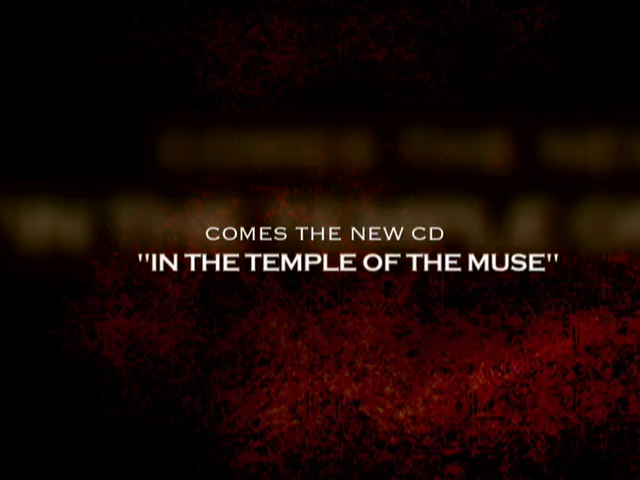 COMES THE NEW CD
"IN THE TEMPLE OF THE MUSE"